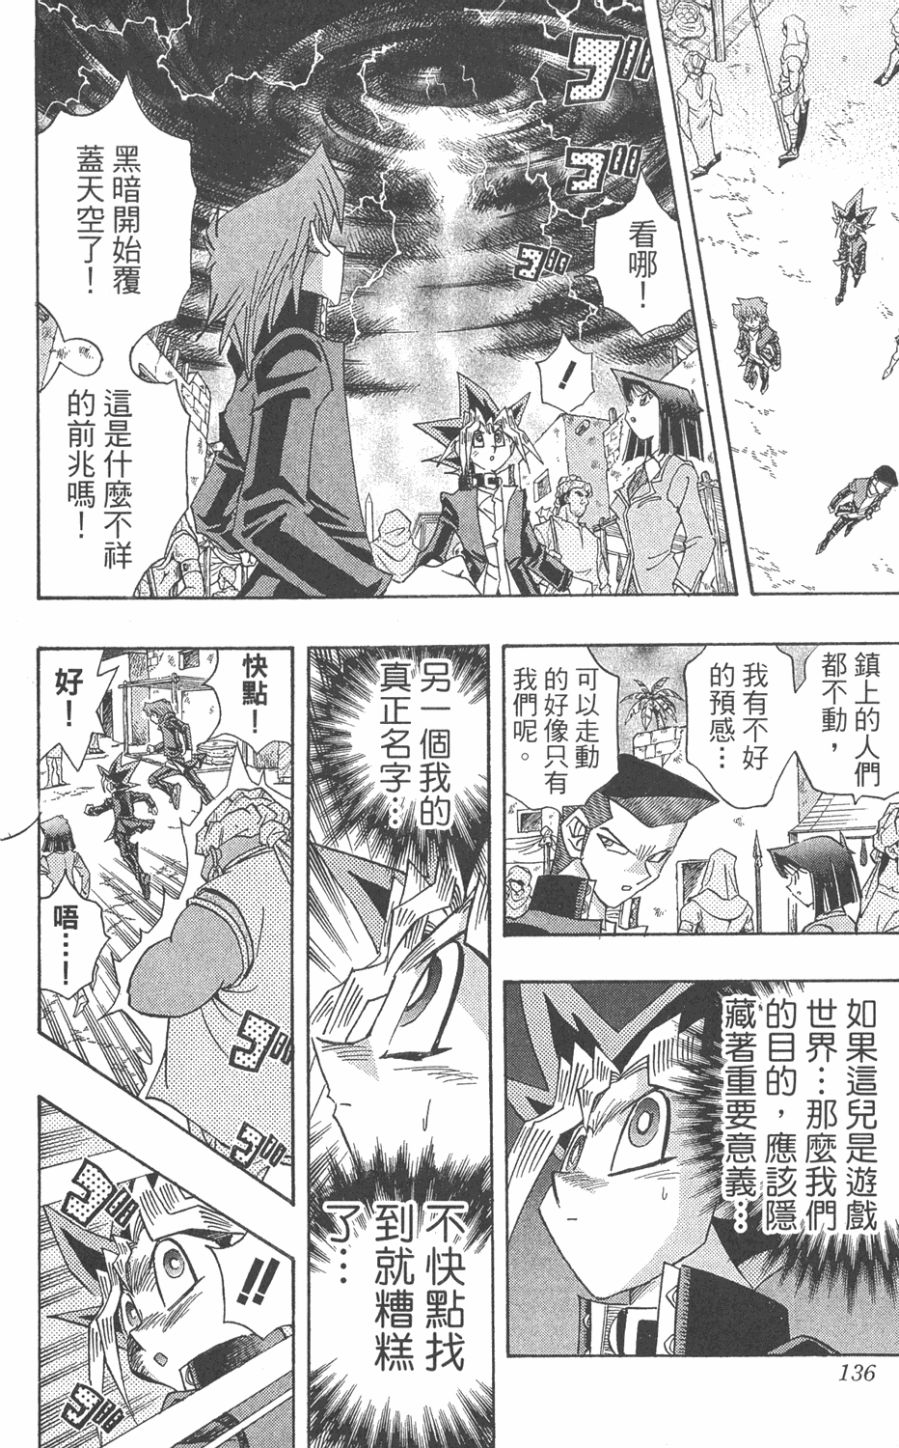 看哪！
！
黑暗開始覆
蓋天空了！
這是什麼不祥
的前兆嗎！
鎮上的人們
都不動，
我有不好
的預感…
可以走動
的好像只有
我們呢。
如果這兒是遊戲
世界…那麼我們
的目的，應該隱
藏著重要意義…
另一個我的
真正名字…
不快點找
到就糟糕
了…
快點！
好！
唔…！
!!
136